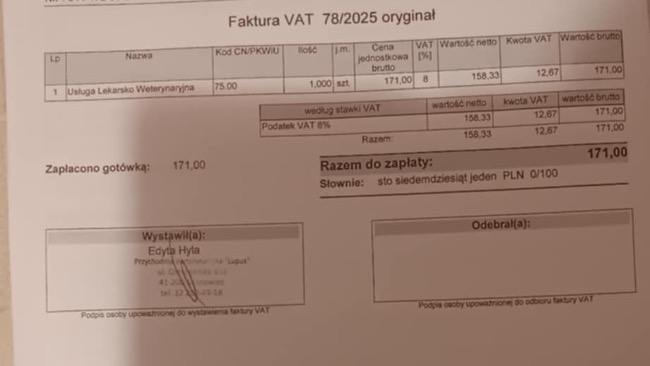 Faktura VAT 78/2025 oryginał
Lp Nazwa Kod CN/PKWiU Ilość j.m. Cena jednostkowa brutto VAT [%] Wartość netto Kwota VAT Wartość brutto
1 Usługa Lekarsko Weterynaryjna 75.00 1,000 szt. 171,00 8 158,33 12,67 171,00
według stawki VAT wartość netto kwota VAT wartość brutto
Podatek VAT 8% 158,33 12,67 171,00
Razem: 158,33 12,67 171,00
Zapłacono gotówką: 171,00
Razem do zapłaty: 171,00
Słownie: sto siedemdziesiąt jeden PLN 0/100
Wystawił(a):
Edyta Hyla
"Lupus"
tel.
Podpis osoby upoważnionej do wystawienia faktury VAT
Odebrał(a):
Podpis osoby upoważnionej do odbioru faktury VAT